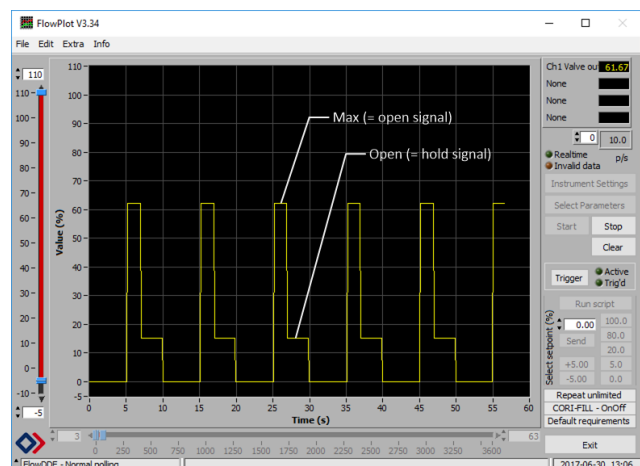 FlowPlot V3.34
File Edit Extra Info
110
110
100
90
80
70
60
50
40
30
20
10
0
-10
-5
Value (%)
110
100
90
80
70
60
50
40
30
20
10
0
-5
Max (= open signal)
Open (= hold signal)
0 5 10 15 20 25 30 35 40 45 50 55 60
Time (s)
3
63
0 250 500 750 1000 1250 1500 1750 2000 2250 2500 2750 3000 3600
Ch1 Valve ou 61.67
None
None
None
0 10.0
Realtime p/s
Invalid data
Instrument Settings
Select Parameters
Start Stop
Clear
Trigger Active
Trig'd
Run script
Select setpoint (%)
0.00 100.0
Send 80.0
20.0
+5.00 5.0
-5.00 0.0
Repeat unlimited
CORI-FILL - OnOff
Default requirements
Exit
FlowDDE - Normal polling
2017-06-30 13:06